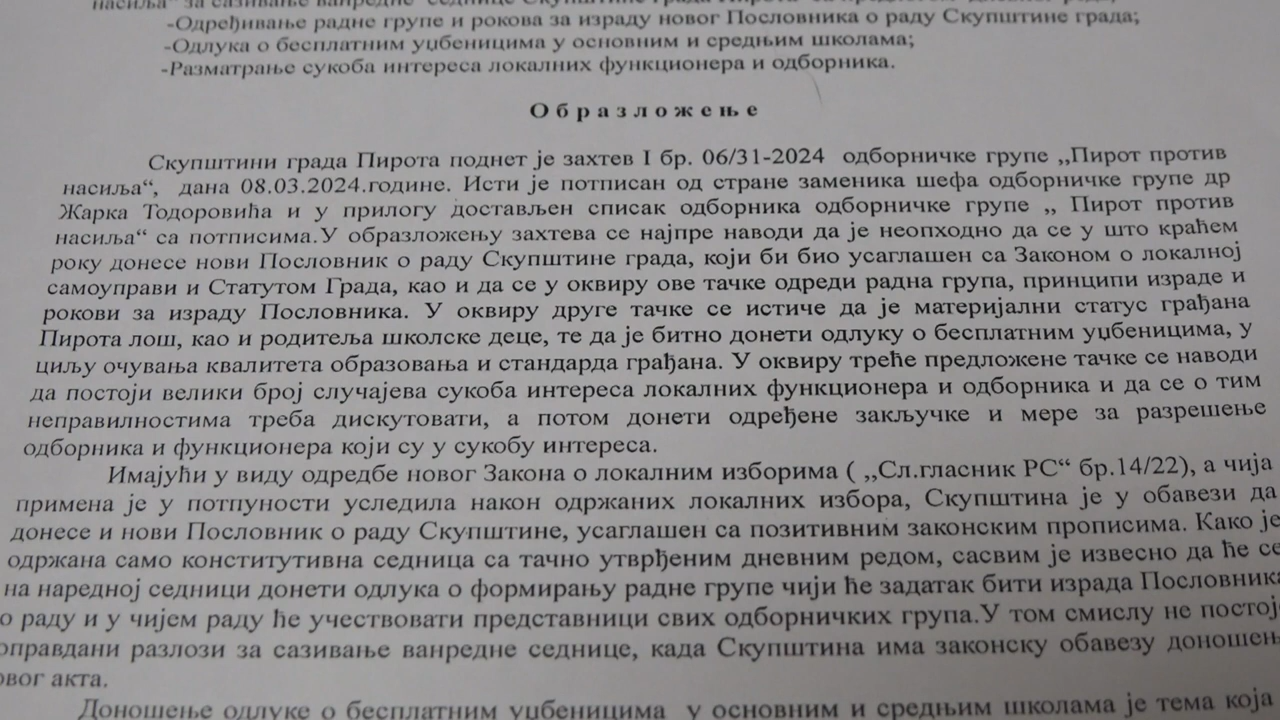 насиља“ за сазивање ванредне седнице Скупштине града Пирота са предлогом дневног реда;
-Одређивање радне групе и рокова за израду новог Пословника о раду Скупштине града;
-Одлука о бесплатним уџбеницима у основним и средњим школама;
-Разматрање сукоба интереса локалних функционера и одборника.
О б р а з л о ж е њ е
Скупштини града Пирота поднет је захтев I бр. 06/31-2024 одборничке групе ,,Пирот против
насиља“, дана 08.03.2024.године. Исти је потписан од стране заменика шефа одборничке групе др
Жарка Тодоровића и у прилогу достављен списак одборника одборничке групе ,, Пирот против
насиља“ са потписима.У образложењу захтева се најпре наводи да је неопходно да се у што краћем
року донесе нови Пословник о раду Скупштине града, који би био усаглашен са Законом о локалној
самоуправи и Статутом Града, као и да се у оквиру ове тачке одреди радна група, принципи израде и
рокови за израду Пословника. У оквиру друге тачке се истиче да је материјални статус грађана
Пирота лош, као и родитеља школске деце, те да је битно донети одлуку о бесплатним уџбеницима, у
циљу очувања квалитета образовања и стандарда грађана. У оквиру треће предложене тачке се наводи
да постоји велики број случајева сукоба интереса локалних функционера и одборника и да се о тим
неправилностима треба дискутовати, а потом донети одређене закључке и мере за разрешење
одборника и функционера који су у сукобу интереса.
Имајући у виду одредбе новог Закона о локалним изборима ( ,,Сл.гласник РС“ бр.14/22), а чија
примена је у потпуности уследила након одржаних локалних избора, Скупштина је у обавези да
донесе и нови Пословник о раду Скупштине, усаглашен са позитивним законским прописима. Како је
одржана само конститутивна седница са тачно утврђеним дневним редом, сасвим је извесно да ће се
на наредној седници донети одлука о формирању радне групе чији ће задатак бити израда Пословника
о раду и у чијем раду ће учествовати представници свих одборничких група.У том смислу не постоје
оправдани разлози за сазивање ванредне седнице, када Скупштина има законску обавезу доношењ
овог акта.
Доношење одлуке о бесплатним уџбеницима у основним и средњим школама је тема која